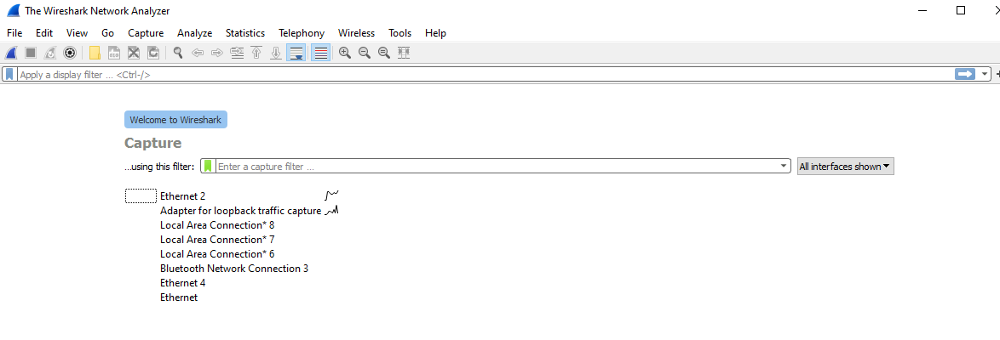 The Wireshark Network Analyzer
File Edit View Go Capture Analyze Statistics Telephony Wireless Tools Help
Apply a display filter ... <Ctrl-/>
Welcome to Wireshark
Capture
...using this filter: Enter a capture filter ... All interfaces shown
Ethernet 2
Adapter for loopback traffic capture
Local Area Connection* 8
Local Area Connection* 7
Local Area Connection* 6
Bluetooth Network Connection 3
Ethernet 4
Ethernet